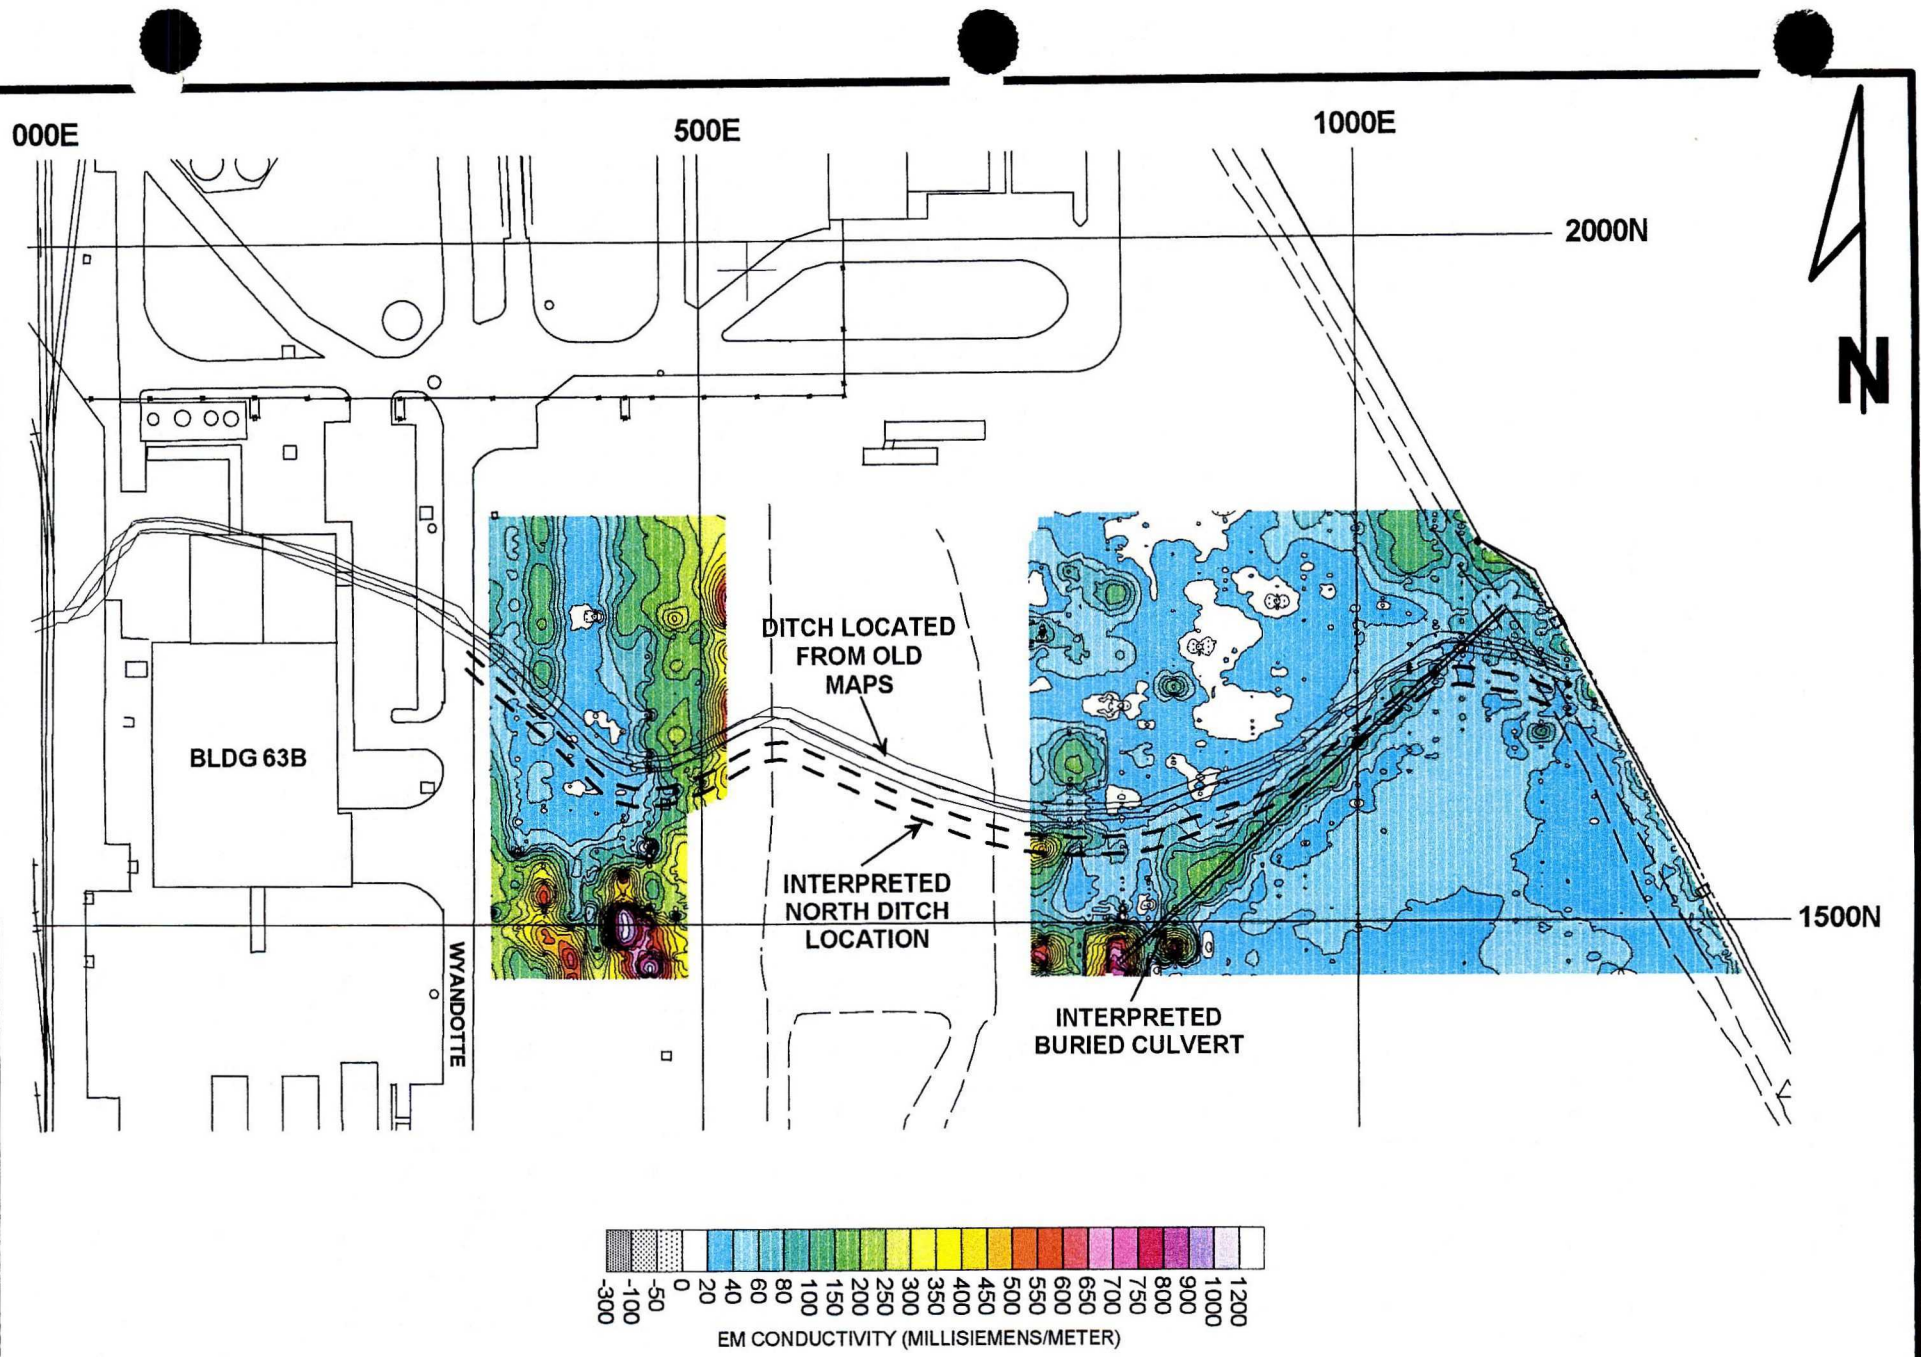 000E
500E
1000E
2000N
N
DITCH LOCATED
FROM OLD
MAPS
BLDG 63B
INTERPRETED
NORTH DITCH
LOCATION
1500N
WYANDOTTE
INTERPRETED
BURIED CULVERT
-300 -100 -50 0 20 40 60 80 100 150 200 250 300 350 400 450 500 550 600 650 700 750 800 900 1000 1200
EM CONDUCTIVITY (MILLISIEMENS/METER)